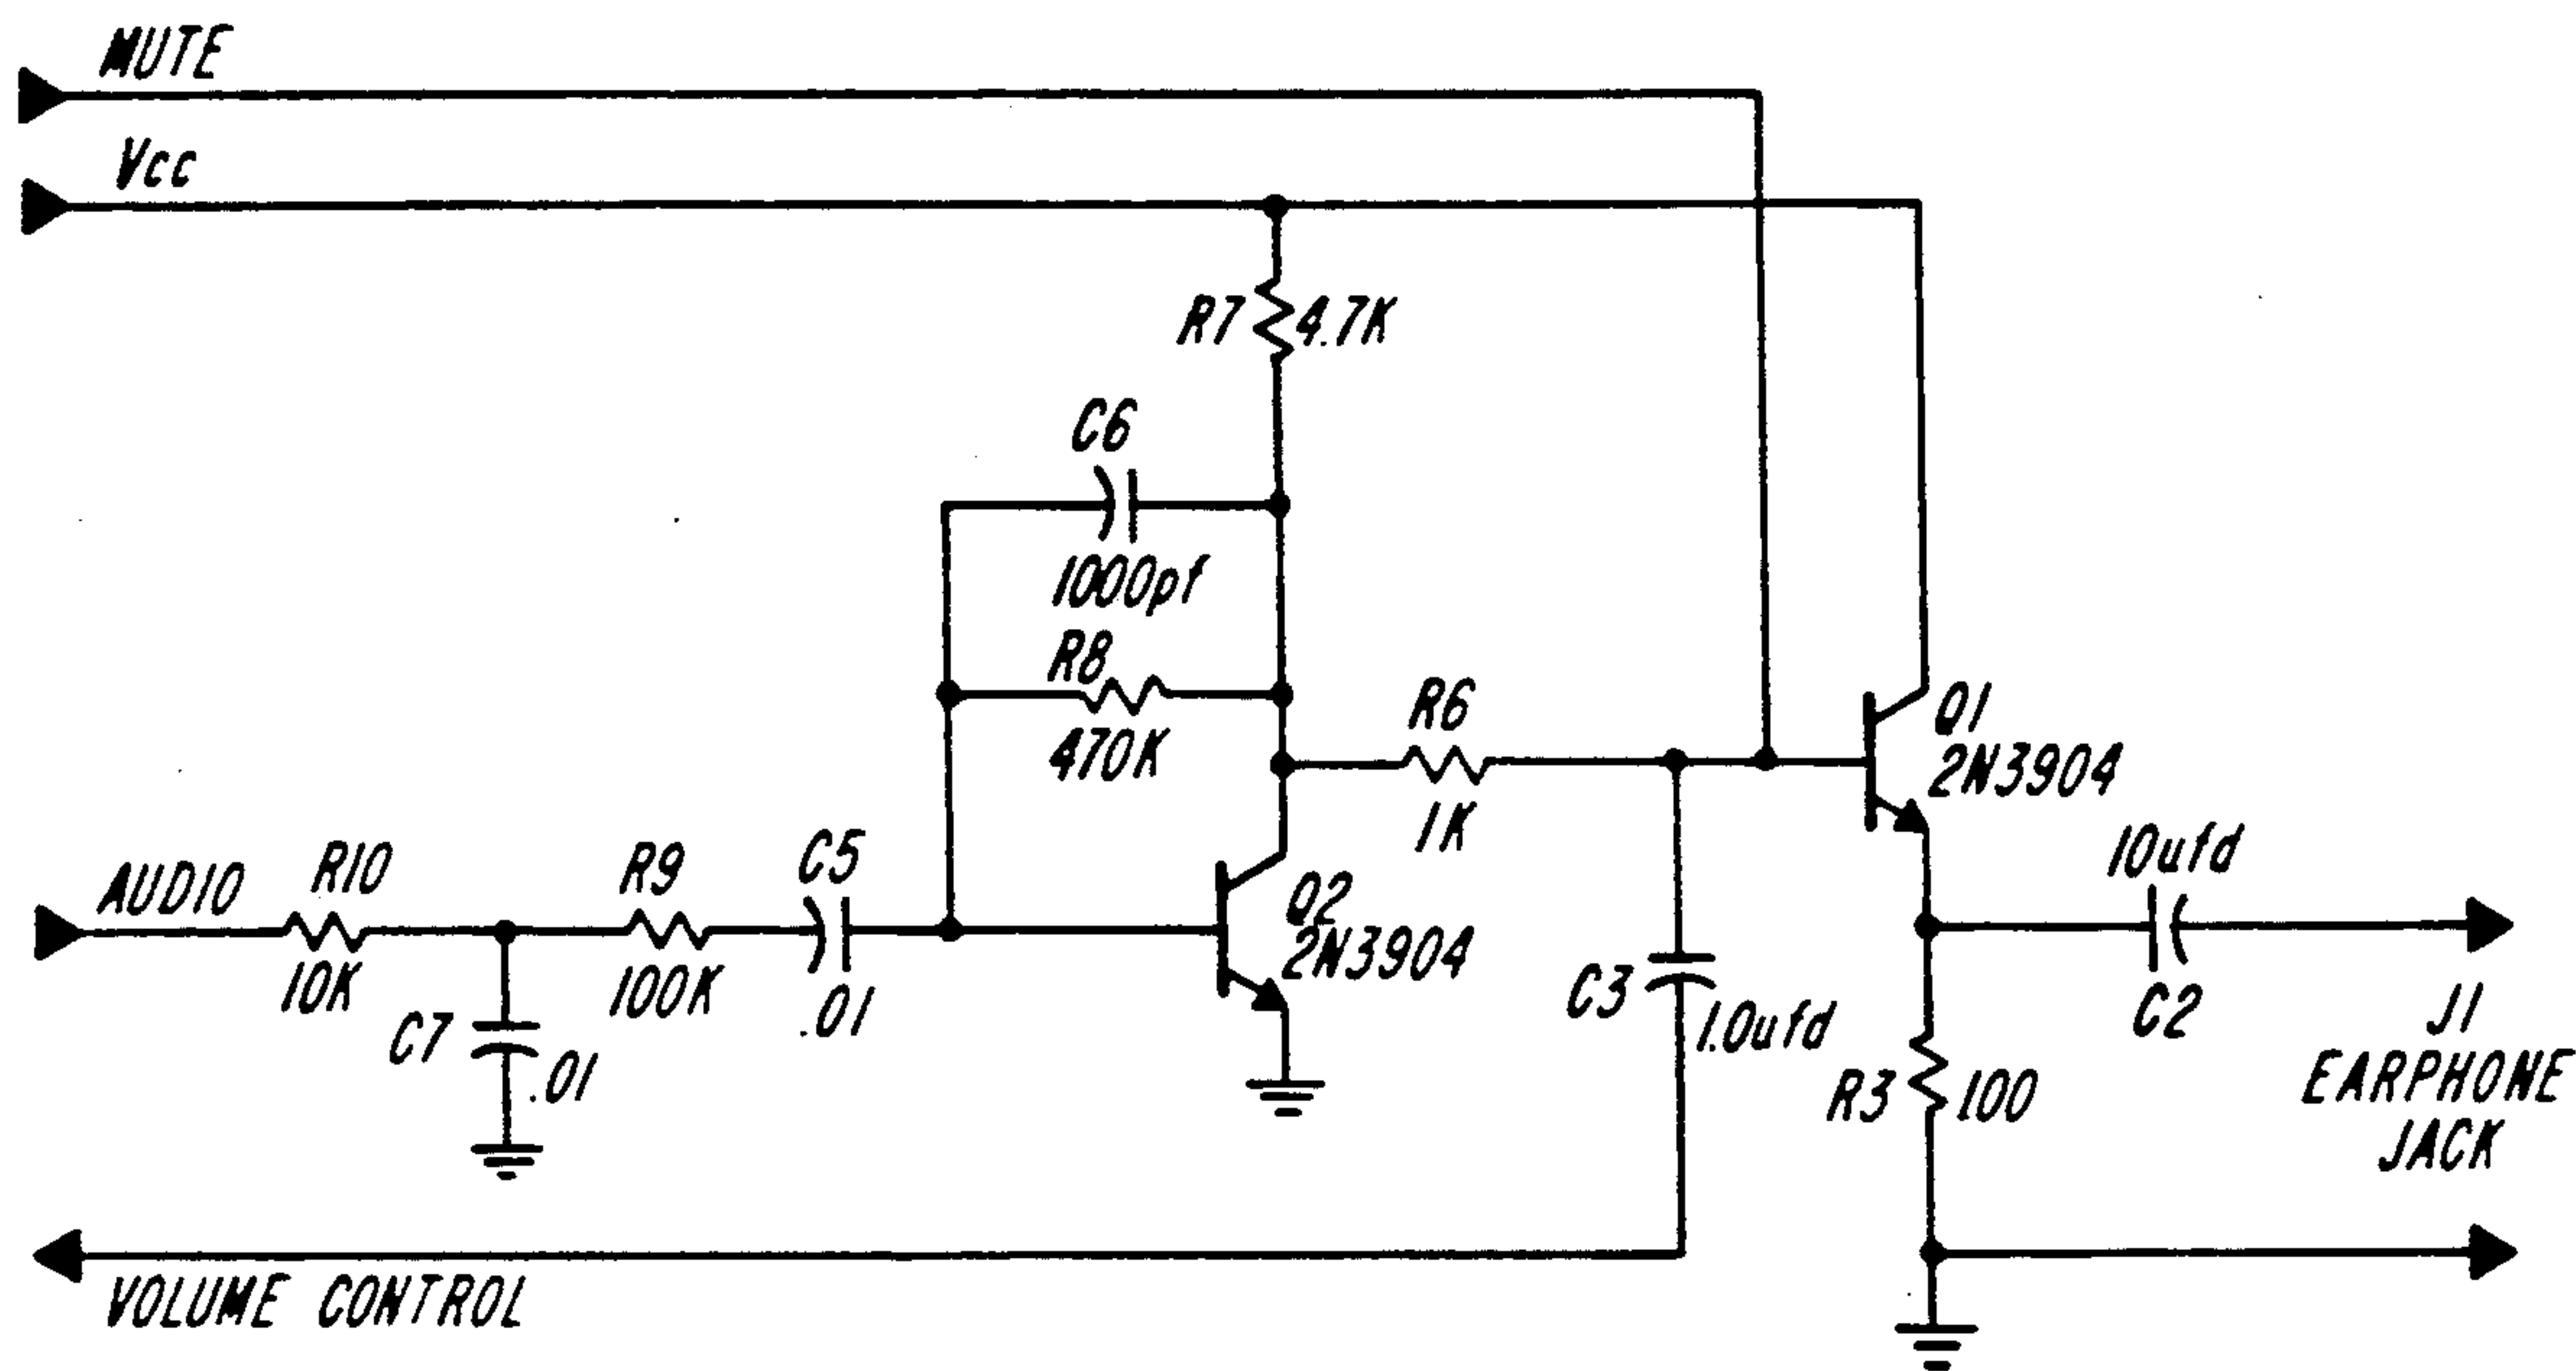 MUTE
Vcc
R7 4.7K
C6
1000pf
R8
470K
R6
1K
Q1
2N3904
10ufd
C2
AUDIO
R10
10K
R9
100K
C5
.01
Q2
2N3904
C7
.01
C3
1.0ufd
R3 100
J1
EARPHONE
JACK
VOLUME CONTROL